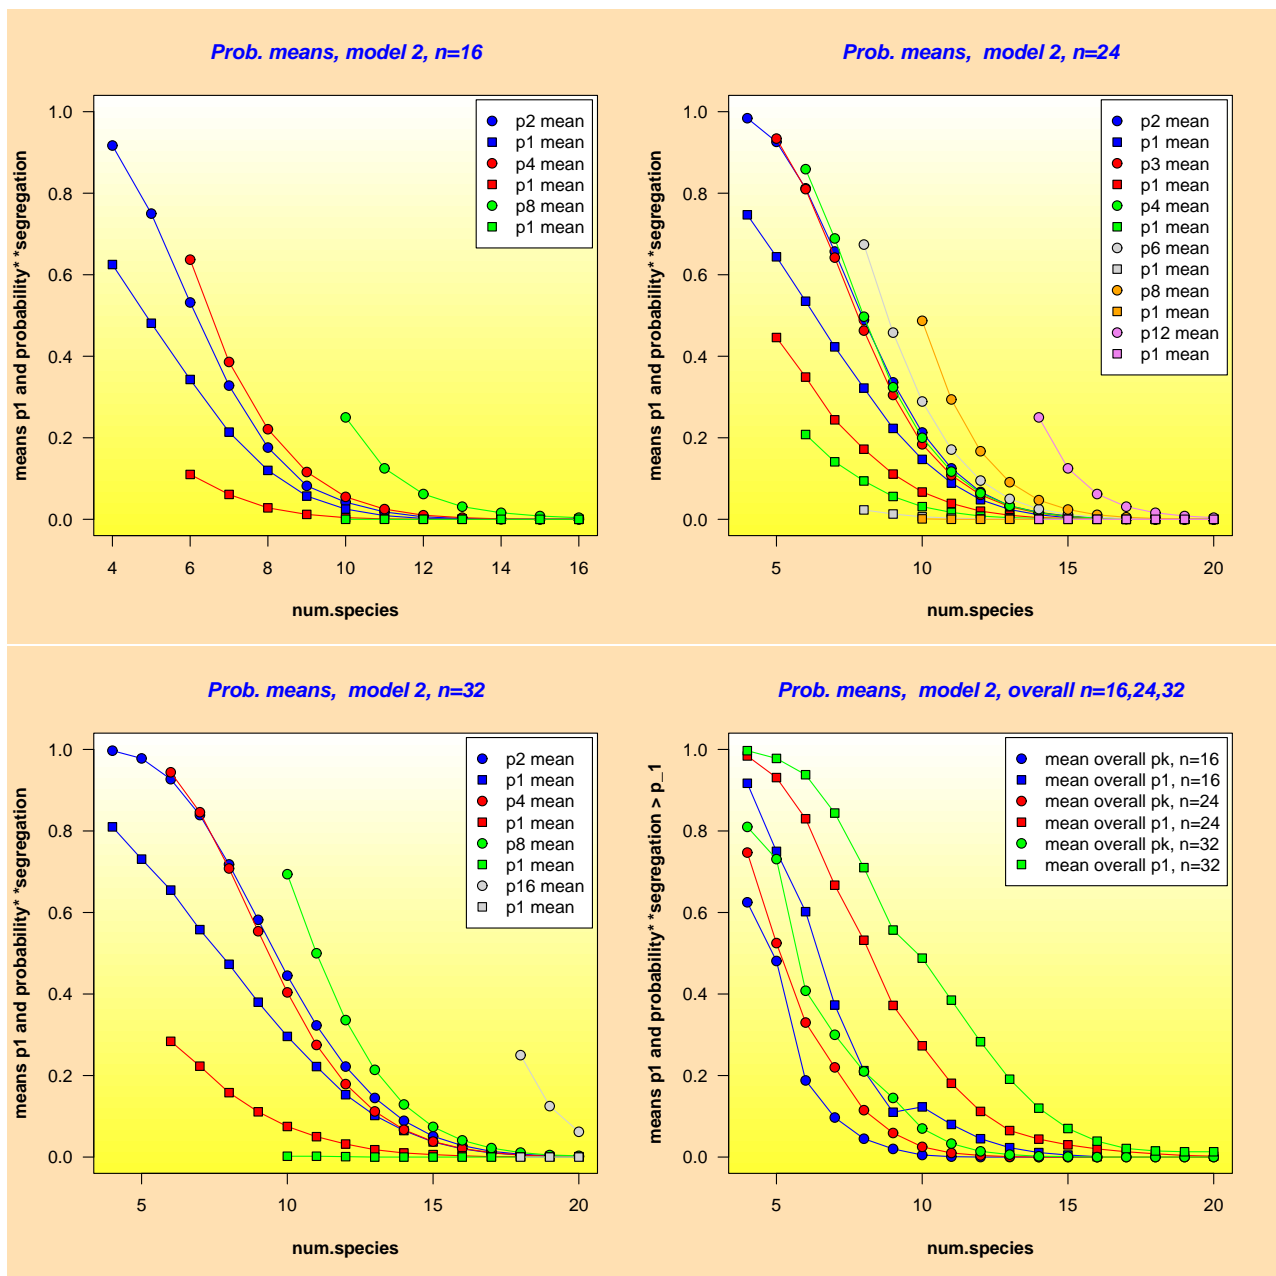 Prob. means, model 2, n=16
means p1 and probability* *segregation
1.0
0.8
0.6
0.4
0.2
0.0
p2 mean
p1 mean
p4 mean
p1 mean
p8 mean
p1 mean
4 6 8 10 12 14 16
num.species
Prob. means, model 2, n=24
means p1 and probability* *segregation
1.0
0.8
0.6
0.4
0.2
0.0
p2 mean
p1 mean
p3 mean
p1 mean
p4 mean
p1 mean
p6 mean
p1 mean
p8 mean
p1 mean
p12 mean
p1 mean
5 10 15 20
num.species
Prob. means, model 2, n=32
means p1 and probability* *segregation
1.0
0.8
0.6
0.4
0.2
0.0
p2 mean
p1 mean
p4 mean
p1 mean
p8 mean
p1 mean
p16 mean
p1 mean
5 10 15 20
num.species
Prob. means, model 2, overall n=16,24,32
means p1 and probability* *segregation > p_1
1.0
0.8
0.6
0.4
0.2
0.0
mean overall pk, n=16
mean overall p1, n=16
mean overall pk, n=24
mean overall p1, n=24
mean overall pk, n=32
mean overall p1, n=32
5 10 15 20
num.species